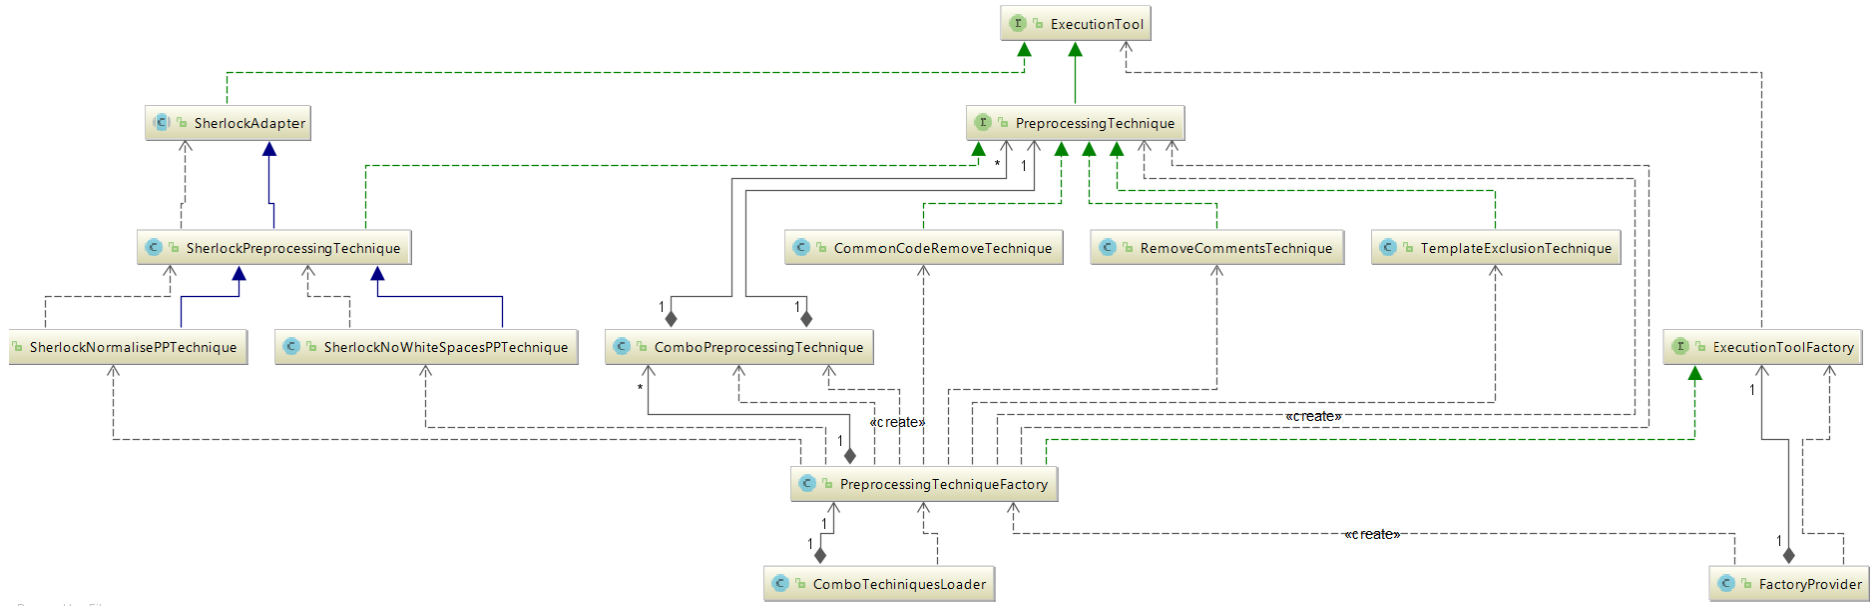 ExecutionTool
SherlockAdapter
PreprocessingTechnique
* 1
SherlockPreprocessingTechnique
CommonCodeRemoveTechnique
RemoveCommentsTechnique
TemplateExclusionTechnique
1 1
SherlockNormalisePPTechnique
SherlockNoWhiteSpacesPPTechnique
ComboPreprocessingTechnique
ExecutionToolFactory
* 1
«create» «create»
1
PreprocessingTechniqueFactory
1
«create»
1 1
ComboTechiniquesLoader
FactoryProvider